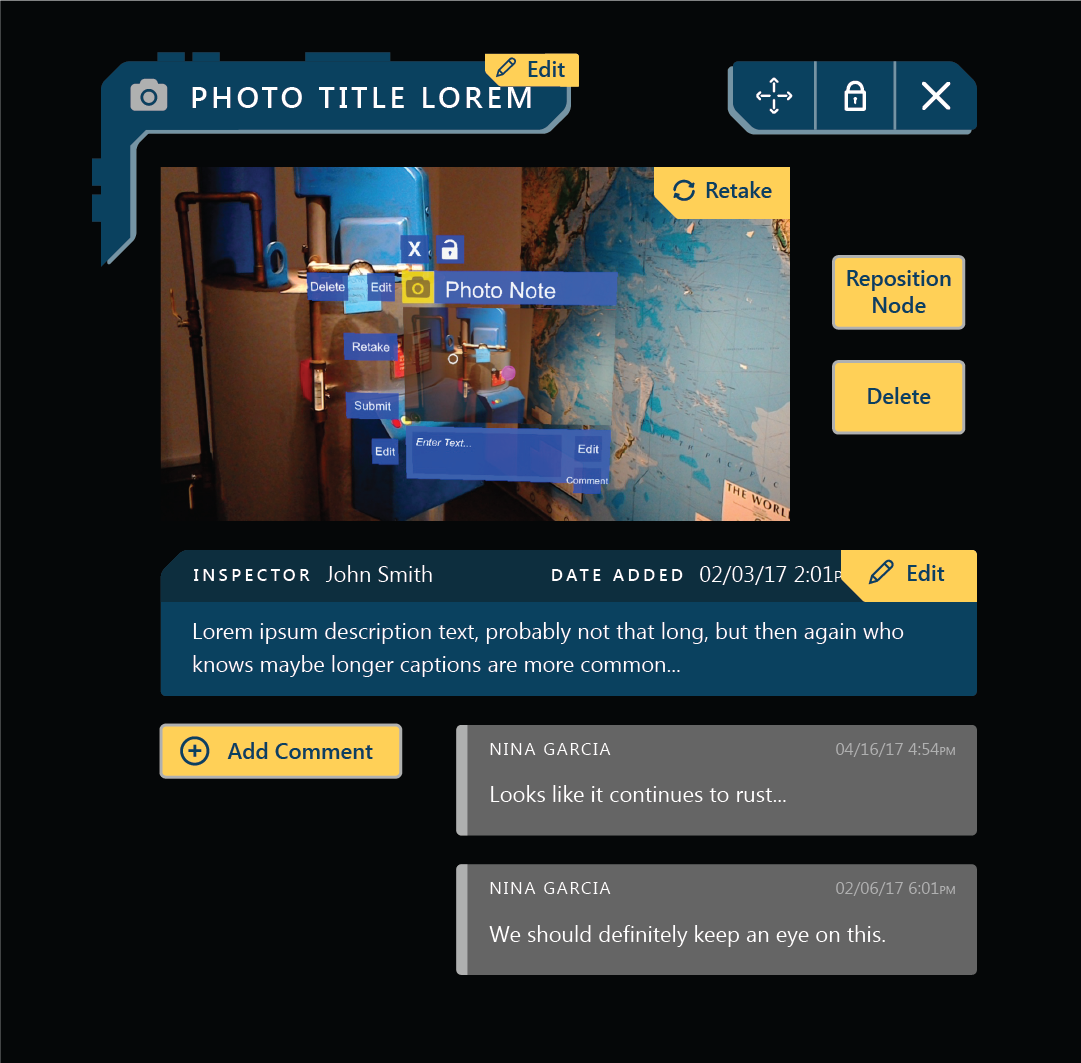 PHOTO TITLE LOREM
Edit
Retake
X
Delete
Edit
Photo Note
Retake
Submit
Edit
Enter Text...
Edit
Comment
PACIFIC
THE WORL
Reposition
Node
Delete
INSPECTOR John Smith
DATE ADDED 02/03/17 2:01P
Edit
Lorem ipsum description text, probably not that long, but then again who
knows maybe longer captions are more common...
Add Comment
NINA GARCIA
04/16/17 4:54PM
Looks like it continues to rust...
NINA GARCIA
02/06/17 6:01PM
We should definitely keep an eye on this.